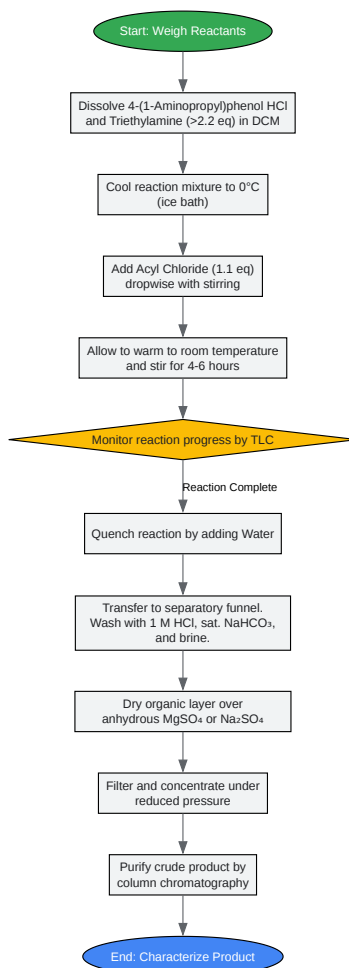 Start: Weigh Reactants
Dissolve 4-(1-Aminopropyl)phenol HCl
and Triethylamine (>2.2 eq) in DCM
Cool reaction mixture to 0°C
(ice bath)
Add Acyl Chloride (1.1 eq)
dropwise with stirring
Allow to warm to room temperature
and stir for 4-6 hours
Monitor reaction progress by TLC
Reaction Complete
Quench reaction by adding Water
Transfer to separatory funnel.
Wash with 1 M HCl, sat. NaHCO₃,
and brine.
Dry organic layer over
anhydrous MgSO₄ or Na₂SO₄
Filter and concentrate under
reduced pressure
Purify crude product by
column chromatography
End: Characterize Product